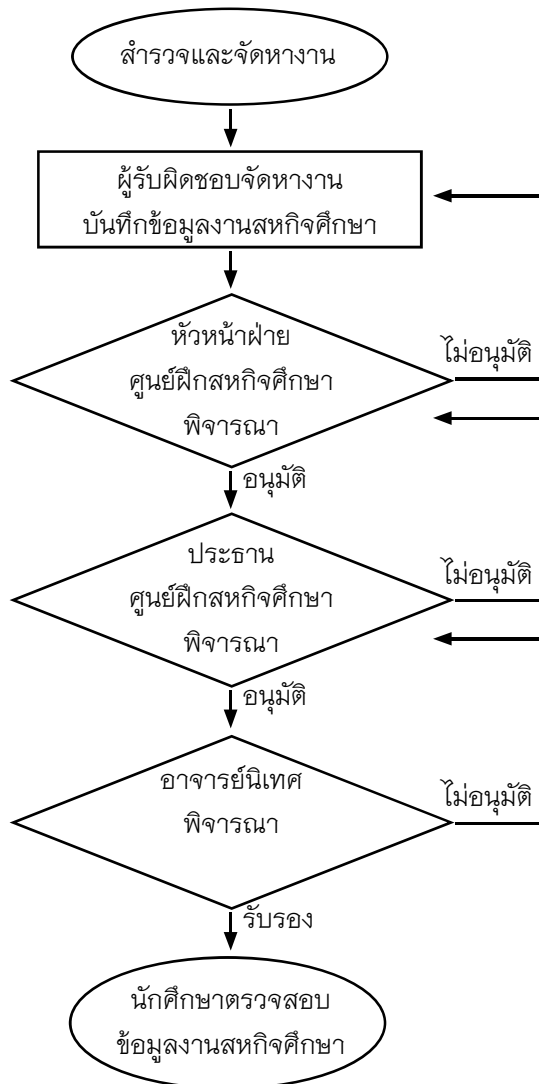 สำรวจและจัดหางาน
ผู้รับผิดชอบจัดหางาน
บันทึกข้อมูลงานสหกิจศึกษา
หัวหน้าฝ่าย
ศูนย์ฝึกสหกิจศึกษา
พิจารณา
ไม่อนุมัติ
อนุมัติ
ประธาน
ศูนย์ฝึกสหกิจศึกษา
พิจารณา
ไม่อนุมัติ
อนุมัติ
อาจารย์นิเทศ
พิจารณา
ไม่อนุมัติ
รับรอง
นักศึกษาตรวจสอบ
ข้อมูลงานสหกิจศึกษา